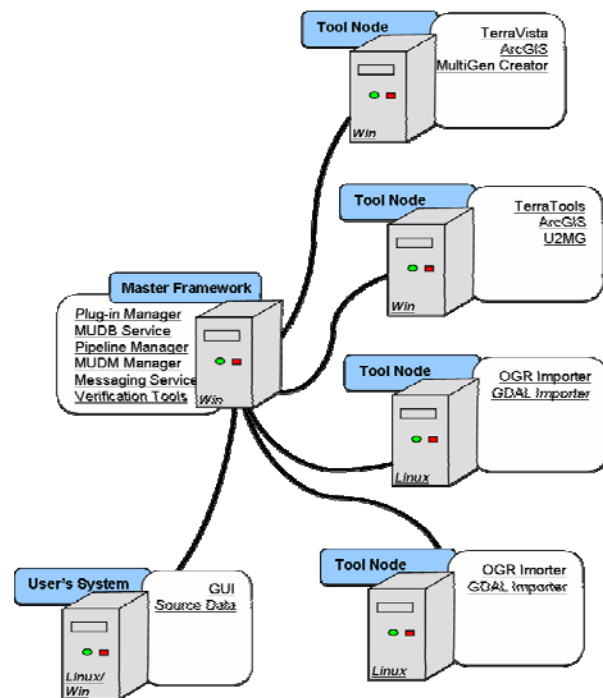 Tool Node
TerraVista
ArcGIS
MultiGen Creator
Win
Tool Node
TerraTools
ArcGIS
U2MG
Win
Master Framework
Plug-in Manager
MUDB Service
Pipeline Manager
MUDM Manager
Messaging Service
Verification Tools
Win
Tool Node
OGR Importer
GDAL Importer
Linux
Tool Node
OGR Imorter
GDAL Importer
Linux
User's System
GUI
Source Data
Linux/
Win